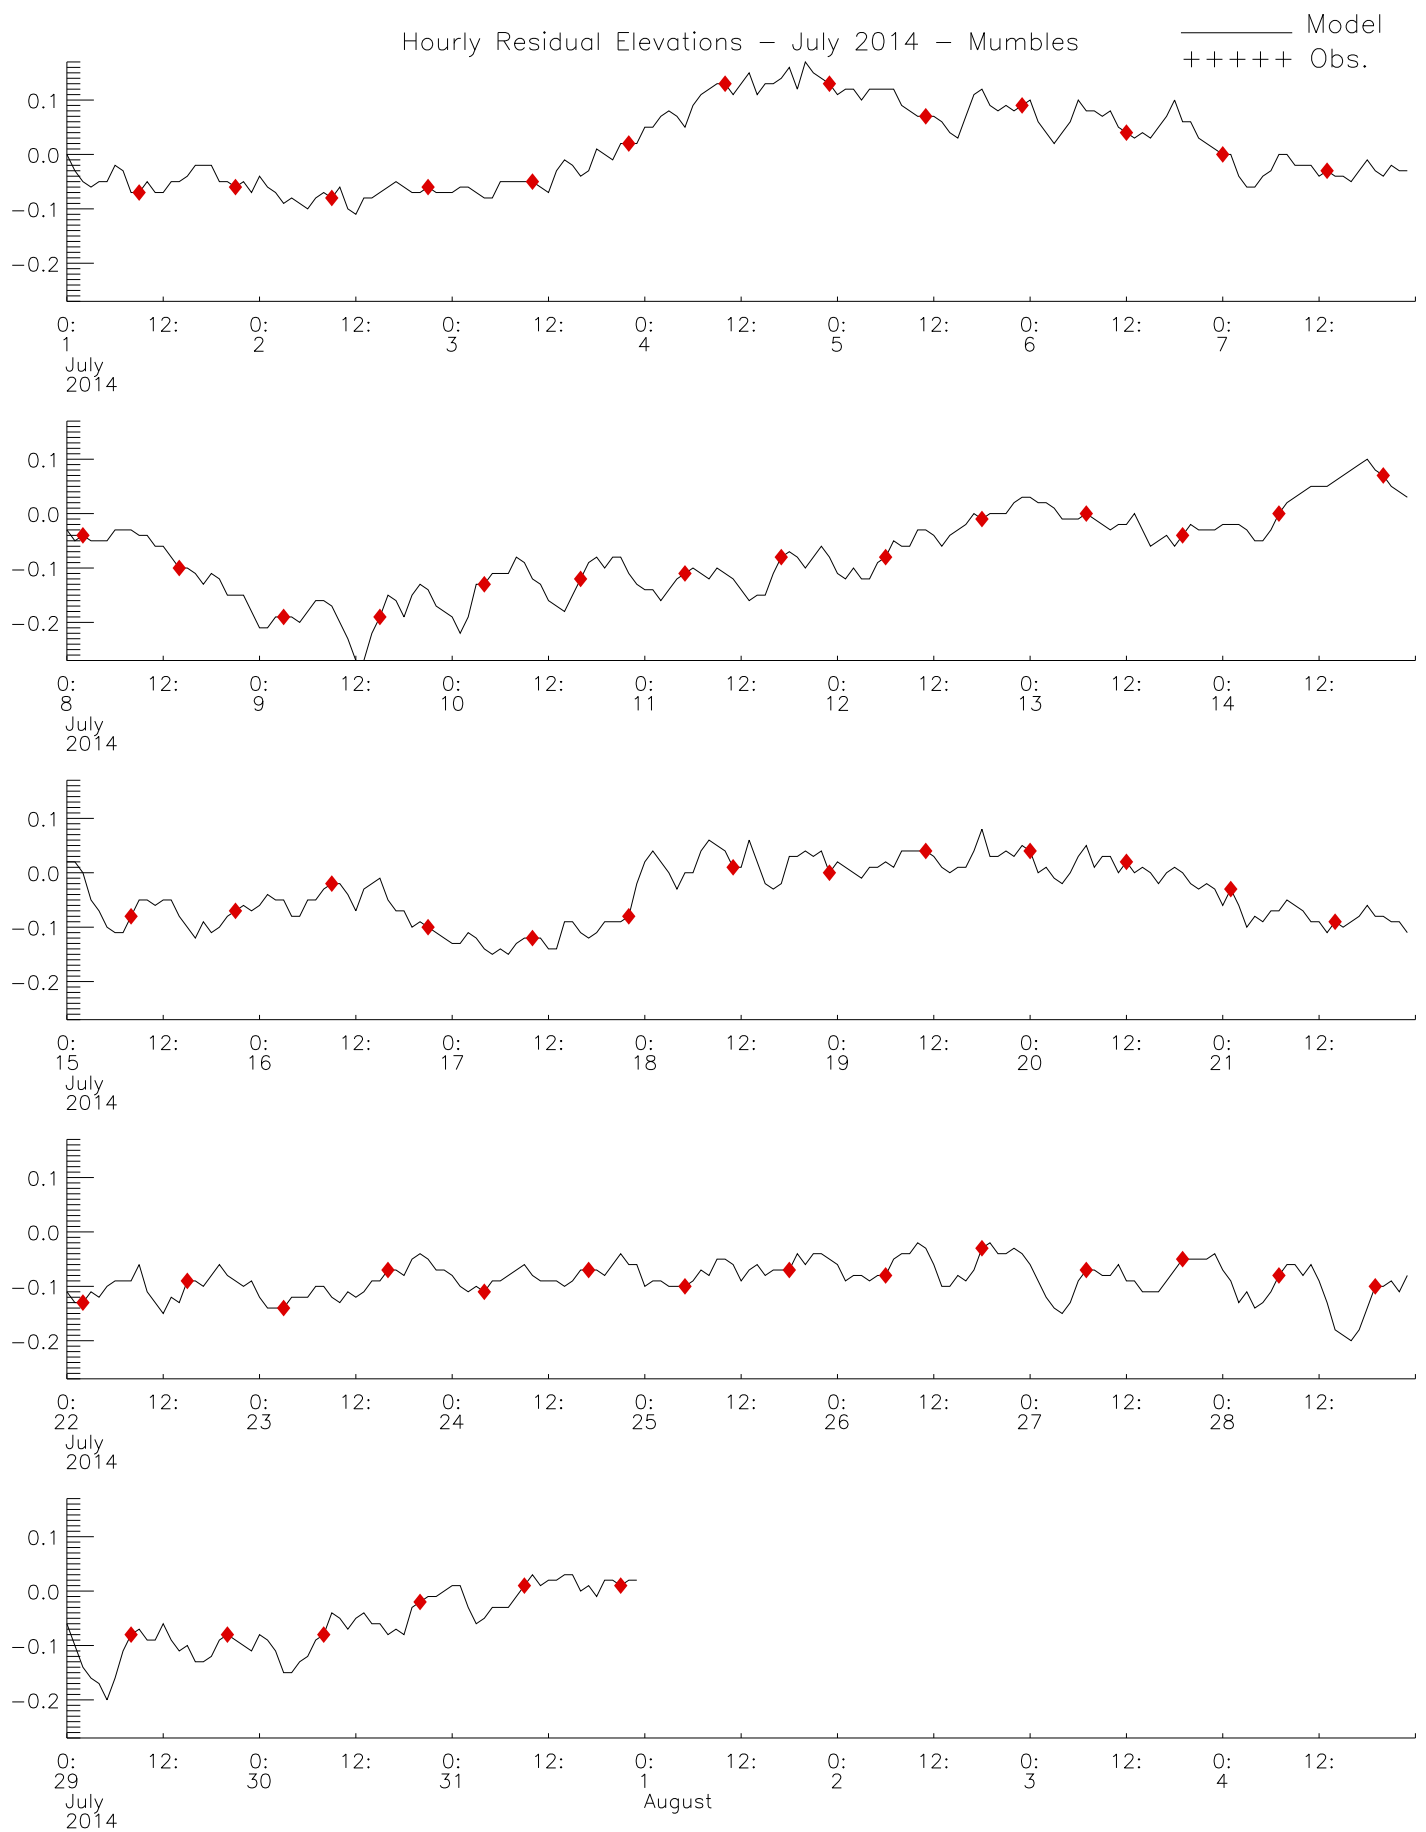 Hourly Residual Elevations − July 2014 − Mumbles
Model
+++++ Obs.
0.1
0.0
−0.1
−0.2
0: 12: 0: 12: 0: 12: 0: 12: 0: 12: 0: 12: 0: 12:
1 2 3 4 5 6 7
July
2014
0.1
0.0
−0.1
−0.2
0: 12: 0: 12: 0: 12: 0: 12: 0: 12: 0: 12: 0: 12:
8 9 10 11 12 13 14
July
2014
0.1
0.0
−0.1
−0.2
0: 12: 0: 12: 0: 12: 0: 12: 0: 12: 0: 12: 0: 12:
15 16 17 18 19 20 21
July
2014
0.1
0.0
−0.1
−0.2
0: 12: 0: 12: 0: 12: 0: 12: 0: 12: 0: 12: 0: 12:
22 23 24 25 26 27 28
July
2014
0.1
0.0
−0.1
−0.2
0: 12: 0: 12: 0: 12: 0: 12: 0: 12: 0: 12: 0: 12:
29 30 31 1 2 3 4
July August
2014